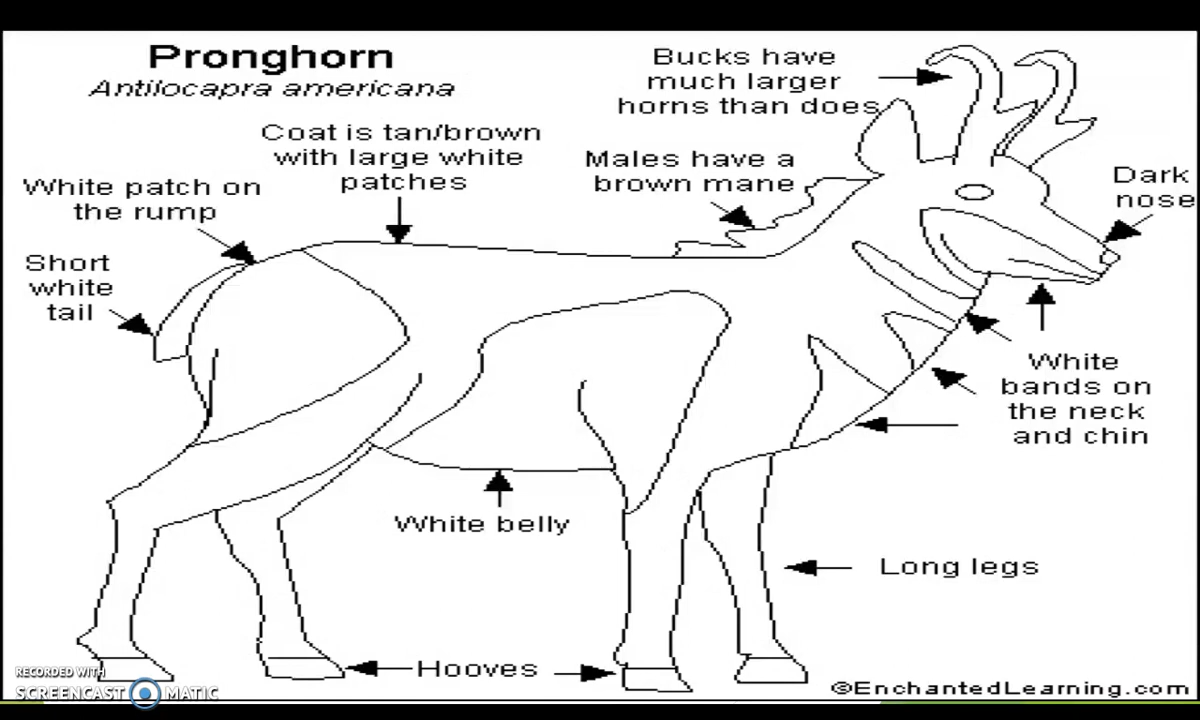 Pronghorn
Antilocapra americana
Bucks have
much larger
horns than does
Coat is tan/brown
with large white
patches
Males have a
brown mane
White patch on
the rump
Dark
nose
Short
white
tail
White
bands on
the neck
and chin
White belly
Long legs
Hooves
RECORDED WITH
SCREENCAST MATIC
©EnchantedLearning.com